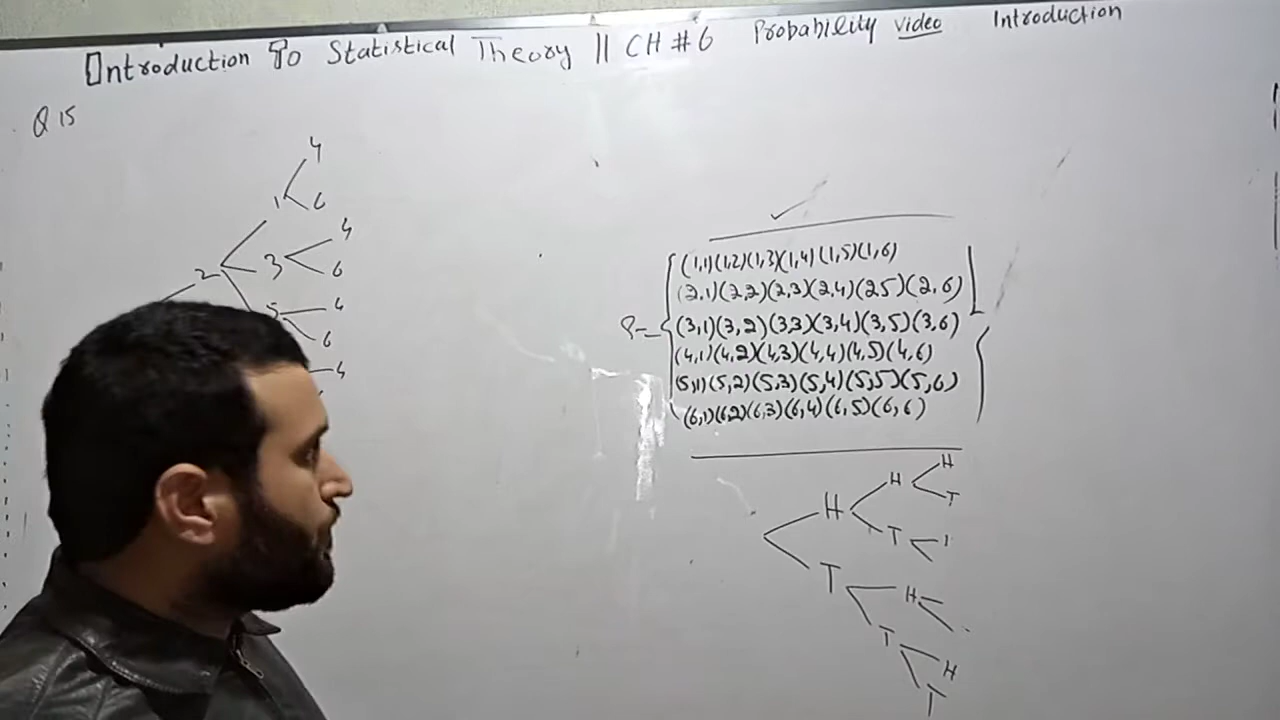 Introduction To Statistical Theory || CH # 6 Probability video Introduction
Q 15
4
1 6
4
2 3 6
5 4
6
4
(1,1)(1,2)(1,3)(1,4)(1,5)(1,6)
(2,1)(2,2)(2,3)(2,4)(25)(2,6)
(3,1)(3,2)(3,3)(3,4)(3,5)(3,6)
(4,1)(4,2)(4,3)(4,4)(4,5)(4,6)
(5,1)(5,2)(5,3)(5,4)(5,5)(5,6)
(6,1)(6,2)(6,3)(6,4)(6,5)(6,6)
H
H
T
H
T
T
H
T
H
T